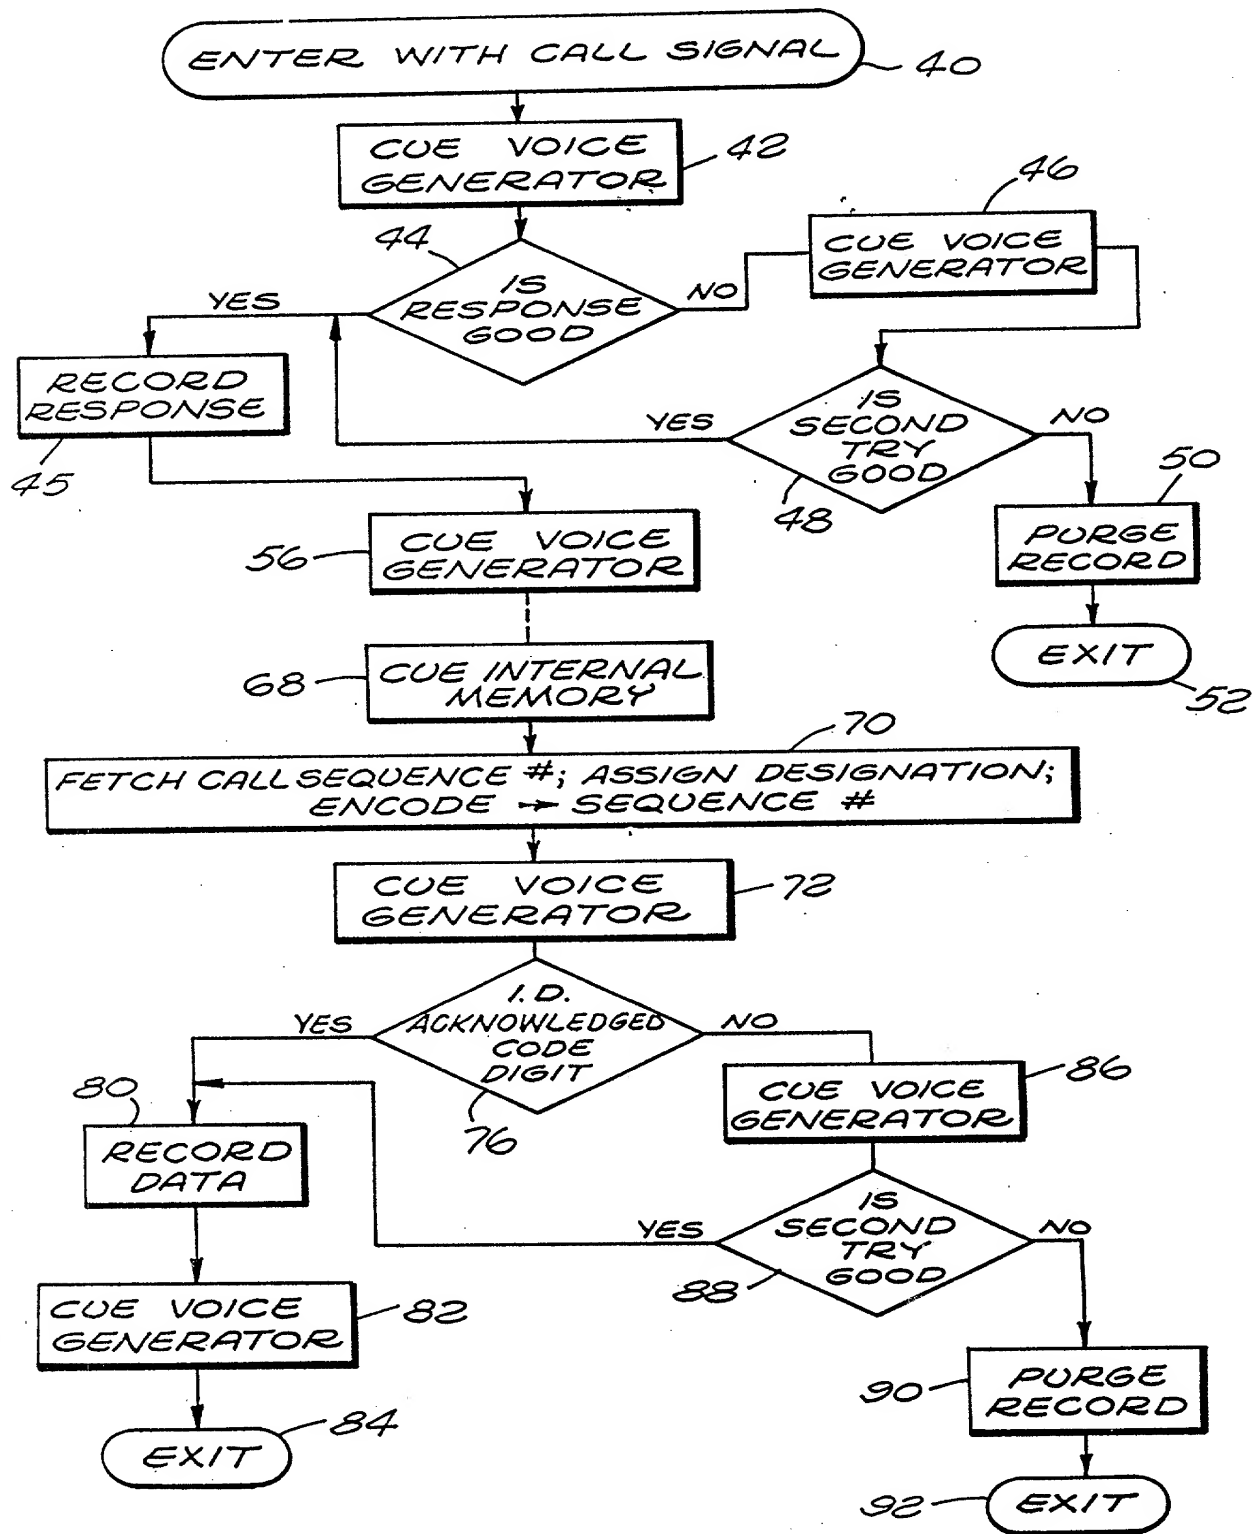 ENTER WITH CALL SIGNAL
40
CUE VOICE
GENERATOR
42
44
IS
RESPONSE
GOOD
YES
NO
46
CUE VOICE
GENERATOR
RECORD
RESPONSE
45
IS
SECOND
TRY
GOOD
YES
NO
48
50
PURGE
RECORD
EXIT
52
56
CUE VOICE
GENERATOR
68
CUE INTERNAL
MEMORY
70
FETCH CALL SEQUENCE #; ASSIGN DESIGNATION;
ENCODE → SEQUENCE #
CUE VOICE
GENERATOR
72
I.D.
ACKNOWLEDGED
CODE
DIGIT
YES
NO
76
80
RECORD
DATA
86
CUE VOICE
GENERATOR
IS
SECOND
TRY
GOOD
YES
NO
88
CUE VOICE
GENERATOR
82
90
PURGE
RECORD
EXIT
84
92
EXIT